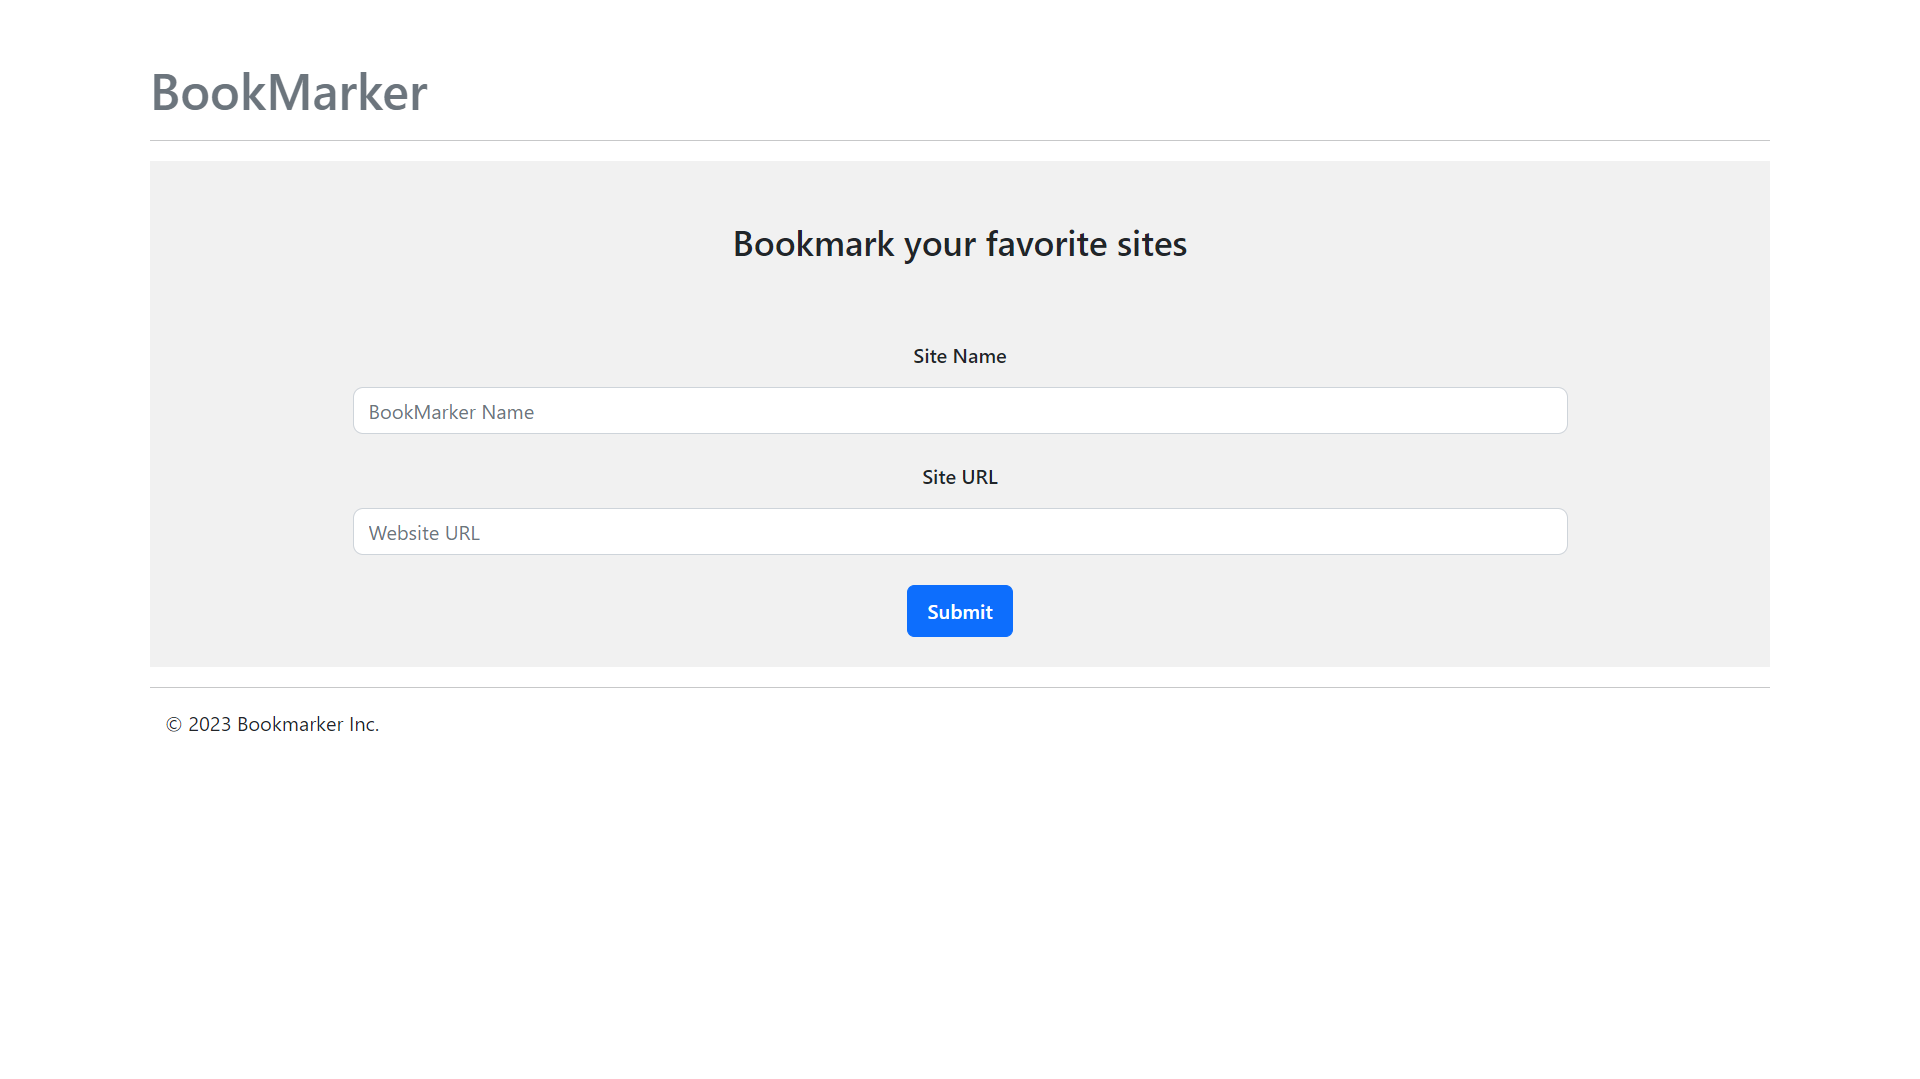 BookMarker
Bookmark your favorite sites
Site Name
BookMarker Name
Site URL
Website URL
Submit
© 2023 Bookmarker Inc.